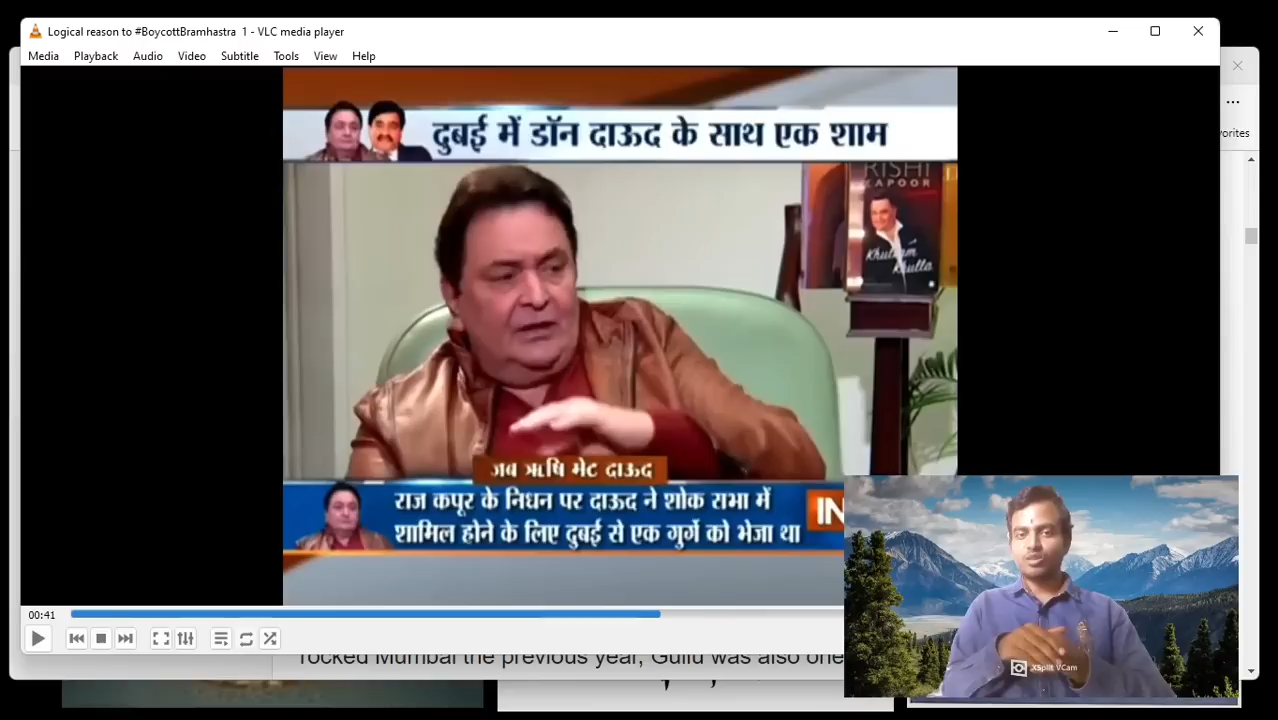 Logical reason to #BoycottBramhastra 1 - VLC media player
Media Playback Audio Video Subtitle Tools View Help
दुबई में डॉन दाऊद के साथ एक शाम
RISHI
KAPOOR
Khullam
Khulla
जब ऋषि मेट दाऊद
राज कपूर के निधन पर दाऊद ने शोक सभा में
शामिल होने के लिए दुबई से एक गुर्गे को भेजा था
IN
00:41
XSplit VCam
rocked Mumbai the previous year, Gullu was also one
vorites